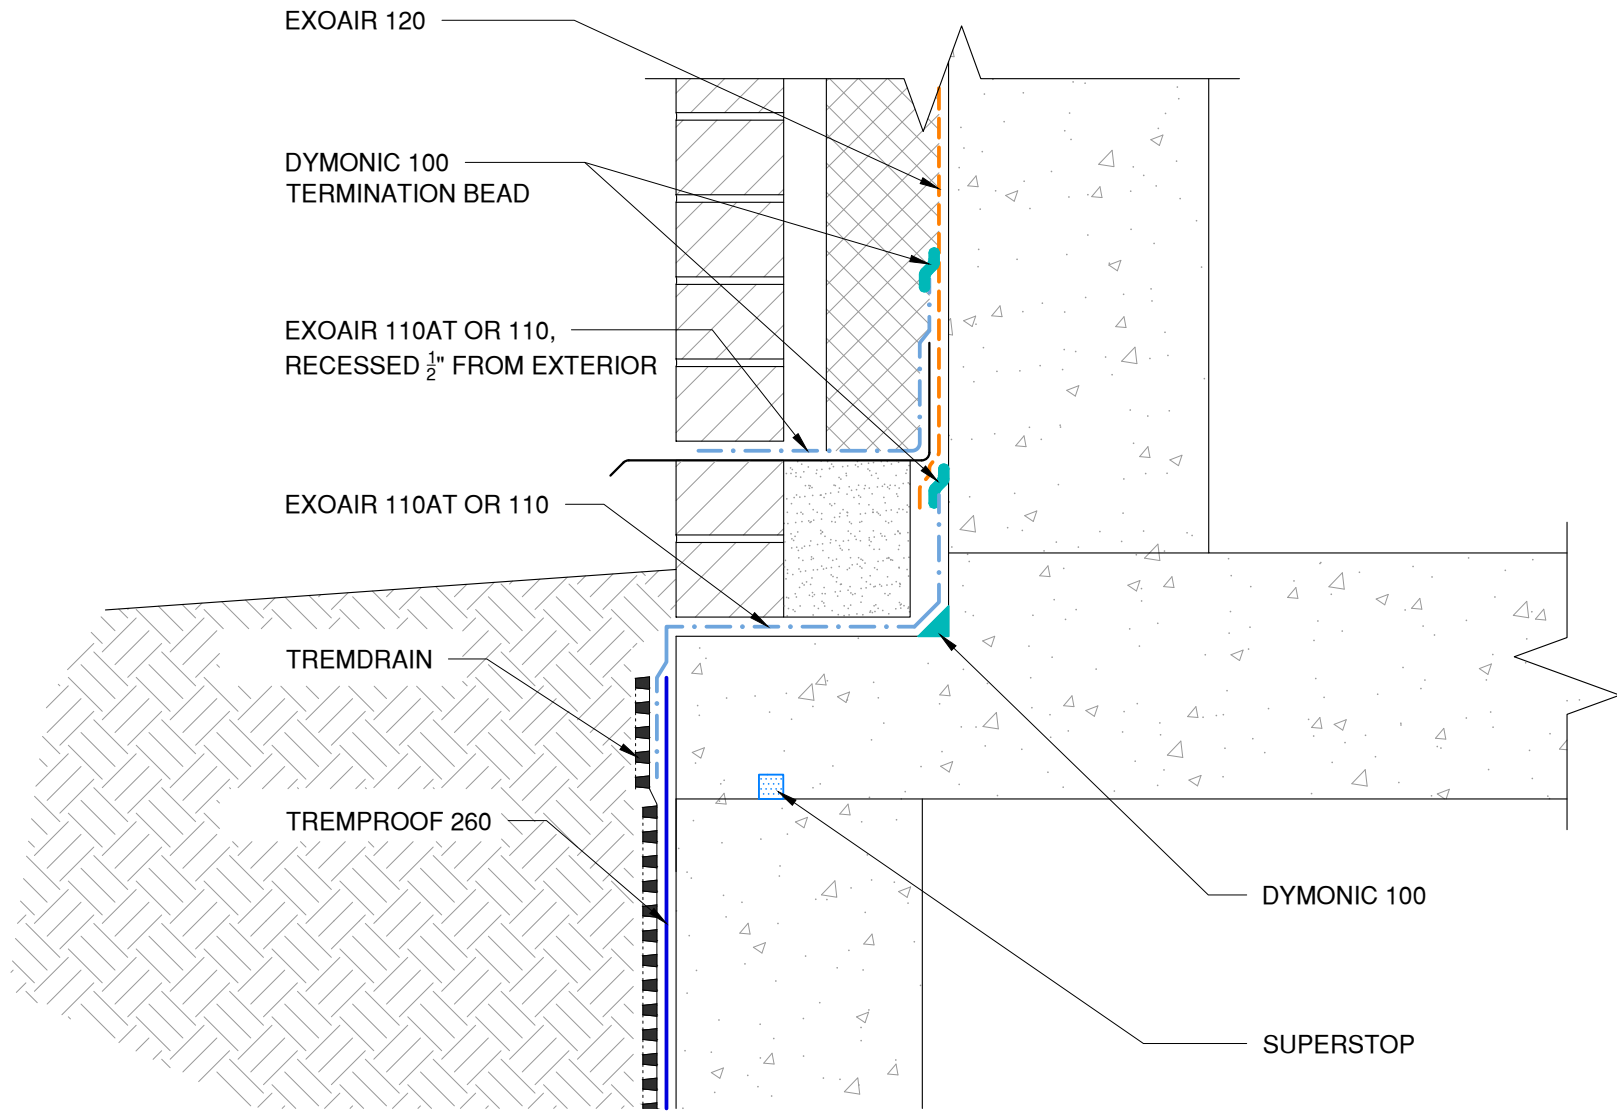 EXOAIR 120
DYMONIC 100
TERMINATION BEAD
EXOAIR 110AT OR 110,
RECESSED ½" FROM EXTERIOR
EXOAIR 110AT OR 110
TREMDRAIN
TREMPROOF 260
DYMONIC 100
SUPERSTOP